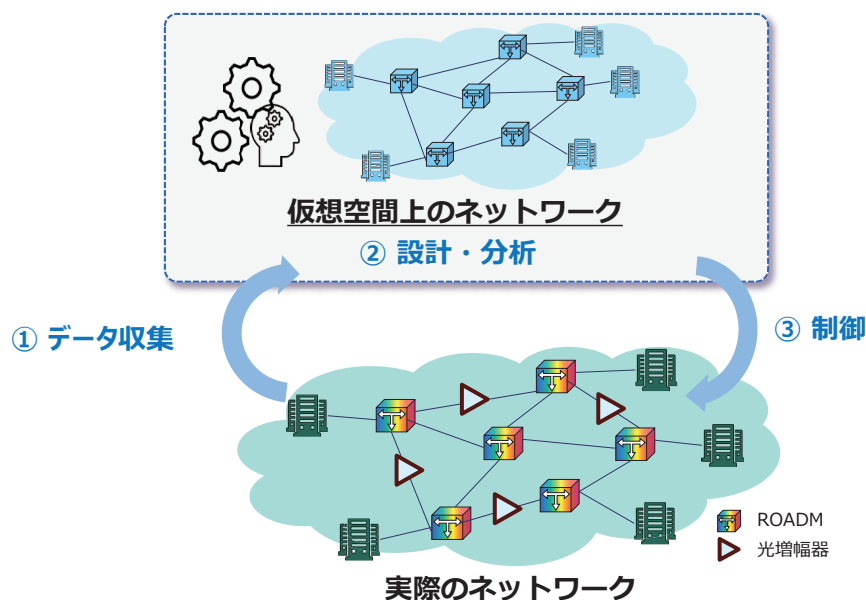 仮想空間上のネットワーク
② 設計・分析
① データ収集
③ 制御
ROADM
光増幅器
実際のネットワーク